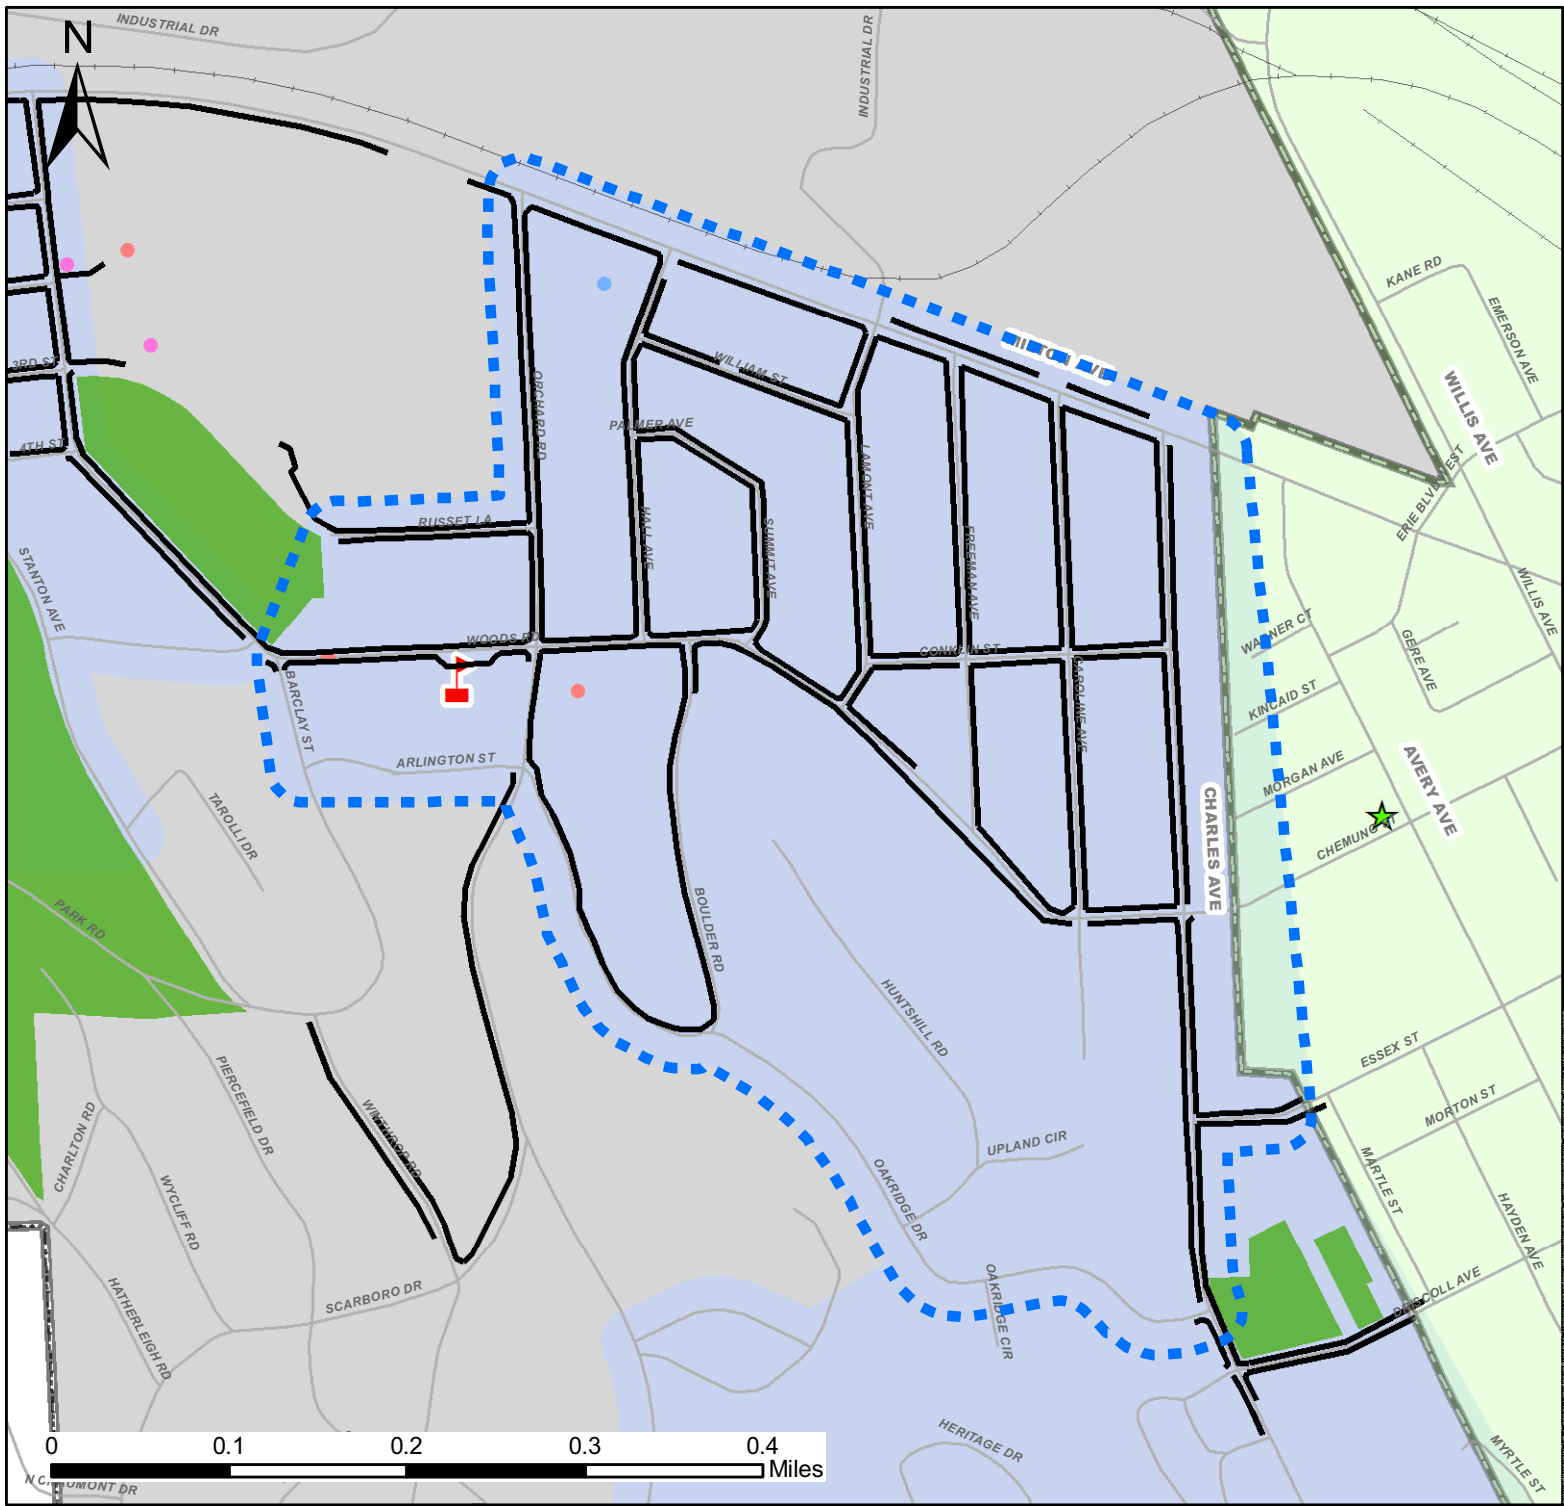 INDUSTRIAL DR
INDUSTRIAL DR
N
KANE RD
EMERSON AVE
MILTON AVE
3RD ST
WILLIAM ST
ORCHARD RD
PALMER AVE
WILLIS AVE
4TH ST
LAMONT AVE
ERIE BLVD WEST
RUSSET LA
HALL AVE
SUMMIT AVE
FREEMAN AVE
STANTON AVE
WILLIS AVE
WOODS RD
CONKLIN ST
WARNER CT
GERE AVE
BARCLAY ST
CAROLINE AVE
KINCAID ST
ARLINGTON ST
MORGAN AVE
AVERY AVE
TAROLLI DR
CHARLES AVE
CHEMUNG ST
PARK RD
BOULDER RD
HUNTSHILL RD
ESSEX ST
PIERCEFIELD DR
CHARLTON RD
WINTHROP RD
MORTON ST
UPLAND CIR
MARTLE ST
WYCLIFF RD
OAKRIDGE DR
HAYDEN AVE
HATHERLEIGH RD
SCARBORO DR
OAKRIDGE CIR
DRISCOLL AVE
HERITAGE DR
MYRTLE ST
0 0.1 0.2 0.3 0.4
Miles
DR